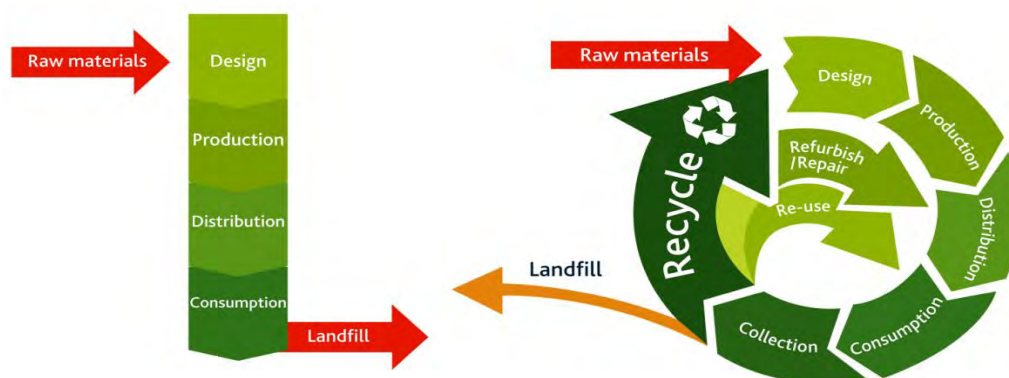 Raw materials
Design
Production
Distribution
Consumption
Landfill
Raw materials
Design
Production
Distribution
Consumption
Collection
Recycle
Refurbish
/Repair
Re-use
Landfill